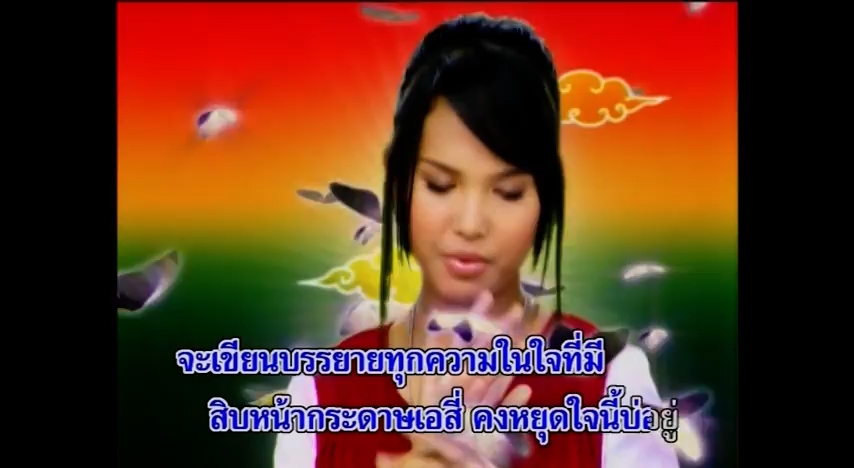 จะเขียนบรรยายทุกความในใจที่มี
สิบหน้ากระดาษเอสี่ คงหยุดใจนี้บ่อยู่